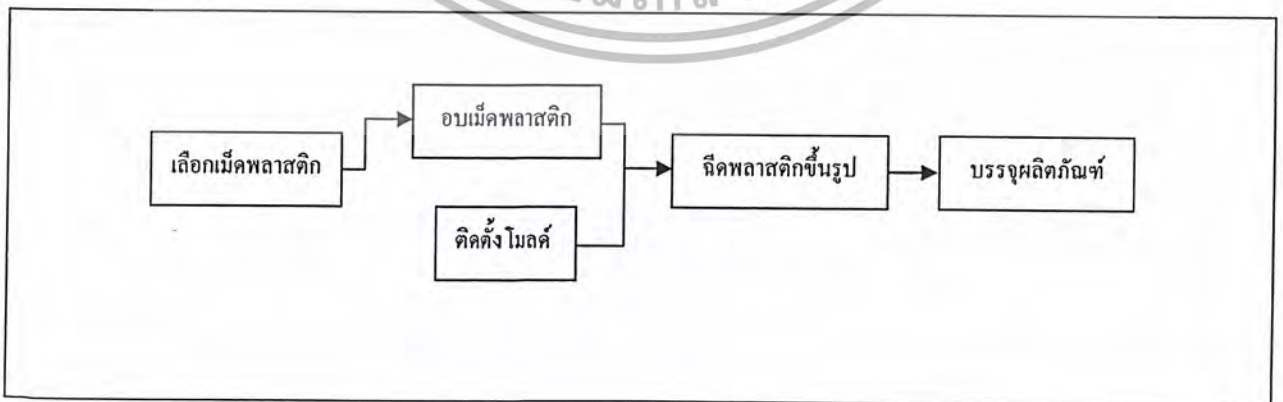 เลือกเม็ดพลาสติก
อบเม็ดพลาสติก
ติดตั้งโมลด์
ฉีดพลาสติกขึ้นรูป
บรรจุผลิตภัณฑ์